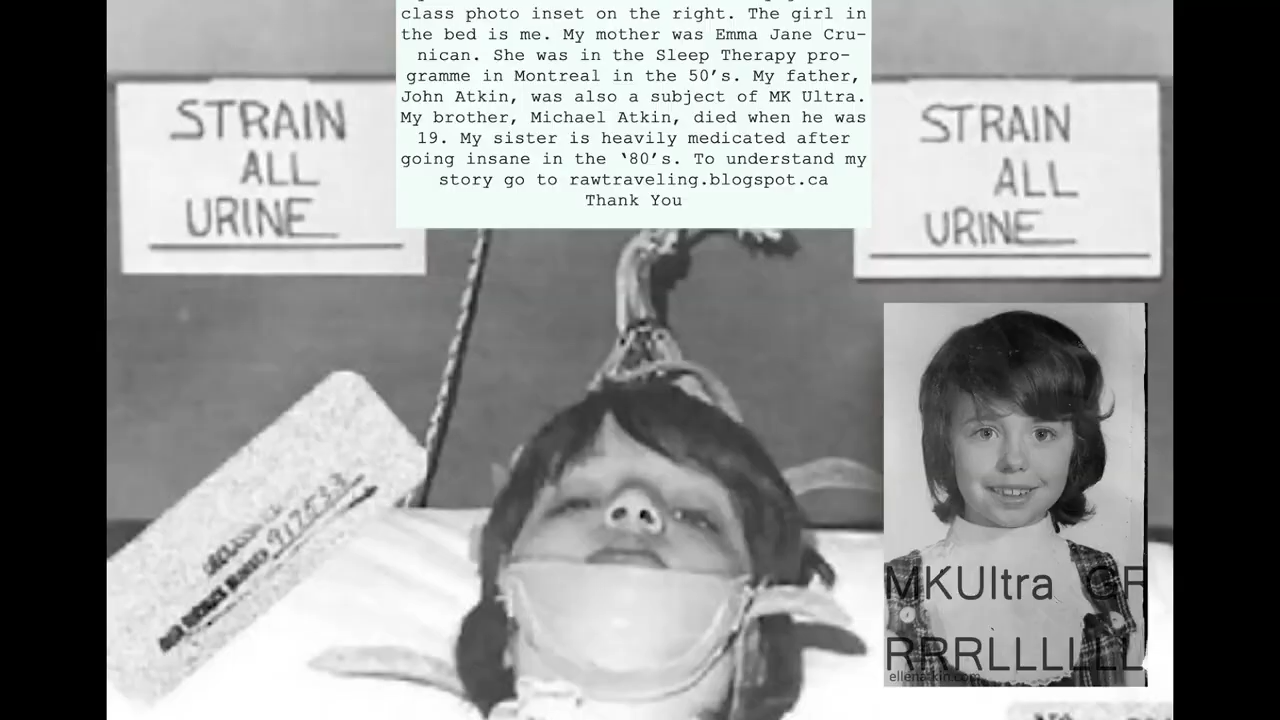 class photo inset on the right. The girl in
the bed is me. My mother was Emma Jane Cru-
nican. She was in the Sleep Therapy pro-
gramme in Montreal in the 50’s. My father,
John Atkin, was also a subject of MK Ultra.
My brother, Michael Atkin, died when he was
19. My sister is heavily medicated after
going insane in the ‘80’s. To understand my
story go to rawtraveling.blogspot.ca
Thank You
STRAIN
ALL
URINE
STRAIN
ALL
URINE
MKUltra GR
RRRLLLLLL
ellenatkin.com